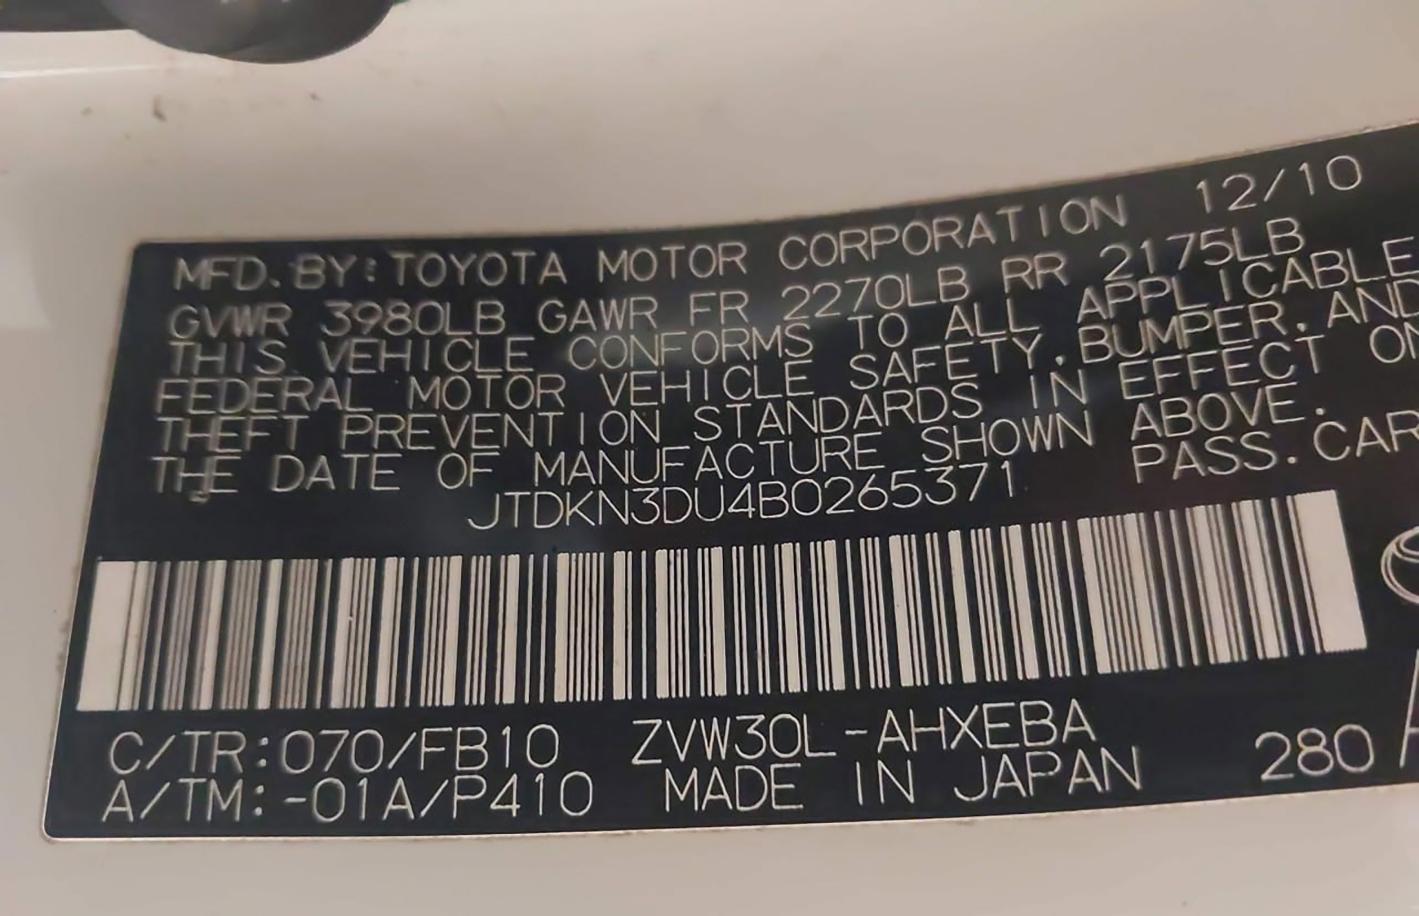 MFD. BY: TOYOTA MOTOR CORPORATION 12/10
GVWR 3980LB GAWR FR 2270LB RR 2175LB
THIS VEHICLE CONFORMS TO ALL APPLICABLE
FEDERAL MOTOR VEHICLE SAFETY, BUMPER, AND
THEFT PREVENTION STANDARDS IN EFFECT ON
THE DATE OF MANUFACTURE SHOWN ABOVE.
JTDKN3DU4B0265371 PASS. CAR
C/TR:070/FB10 ZVW30L-AHXEBA
A/TM:-01A/P410 MADE IN JAPAN 280